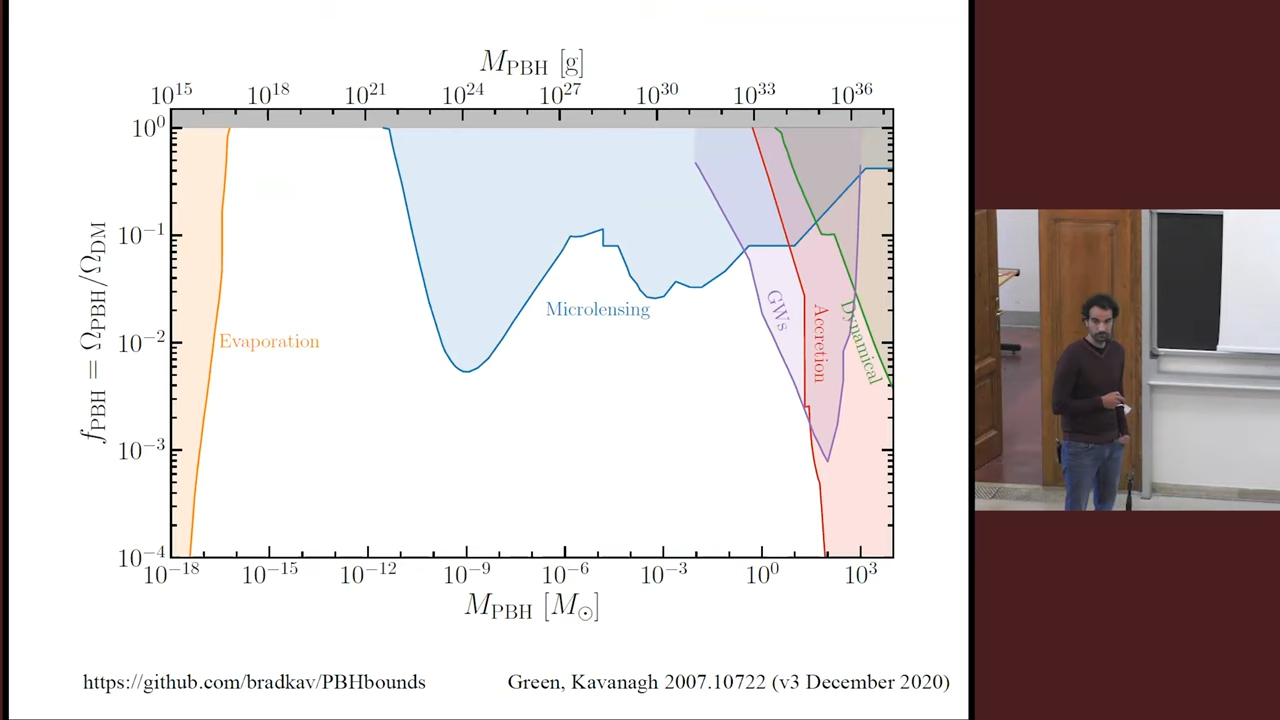 M_PBH [g]
10^15 10^18 10^21 10^24 10^27 10^30 10^33 10^36
f_PBH = Ω_PBH/Ω_DM
10^0
10^−1
10^−2
10^−3
10^−4
Evaporation
Microlensing
GWs
Accretion
Dynamical
10^−18 10^−15 10^−12 10^−9 10^−6 10^−3 10^0 10^3
M_PBH [M_⊙]
https://github.com/bradkav/PBHbounds
Green, Kavanagh 2007.10722 (v3 December 2020)